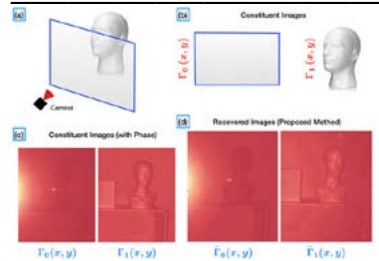 (a)
Camera
(b) Constituent Images
Γ₀(x, y)
Γ₁(x, y)
(c) Constituent Images (with Phase)
Γ₀(x, y) Γ₁(x, y)
(d) Recovered Images (Proposed Method)
Γ̃₀(x, y) Γ̃₁(x, y)